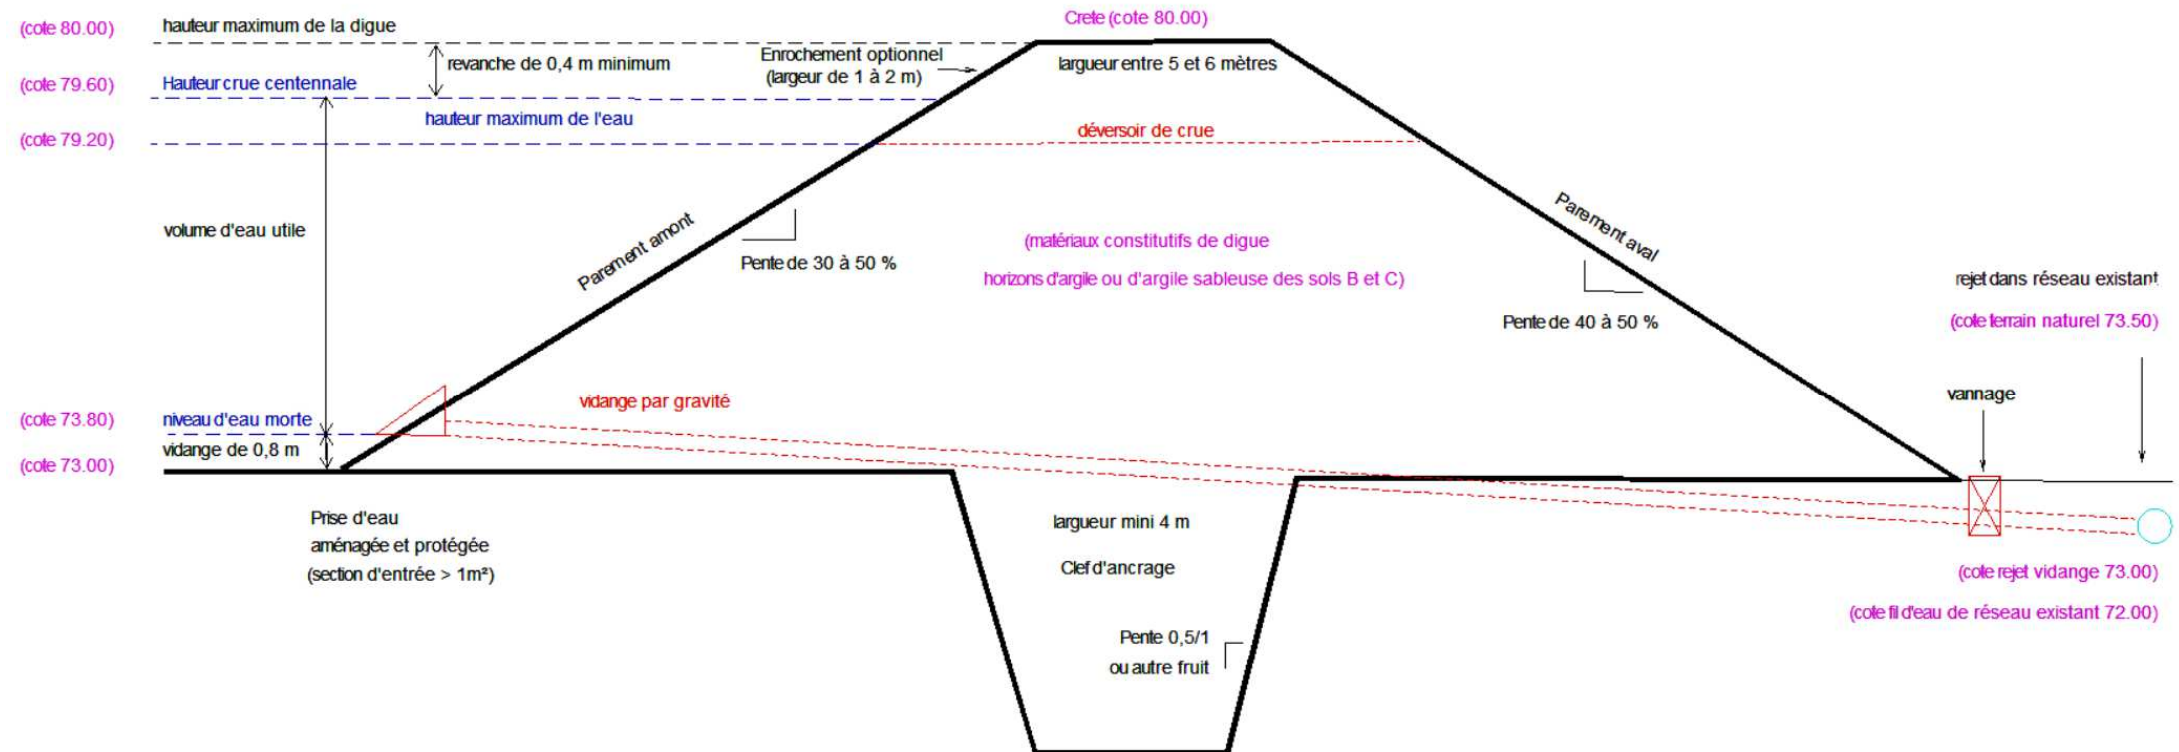 (cote 80.00)
hauteur maximum de la digue
Crete (cote 80.00)
revanche de 0,4 m minimum
Enrochement optionnel
(largeur de 1 à 2 m)
largueur entre 5 et 6 mètres
(cote 79.60)
Hauteur crue centennale
hauteur maximum de l'eau
(cote 79.20)
déversoir de crue
volume d'eau utile
Parement amont
Pente de 30 à 50 %
(matériaux constitutifs de digue
horizons d'argile ou d'argile sableuse des sols B et C)
Parement aval
Pente de 40 à 50 %
rejet dans réseau existant
(cote terrain naturel 73.50)
vannage
(cote 73.80)
niveau d'eau morte
vidange par gravité
vidange de 0,8 m
(cote 73.00)
Prise d'eau
aménagée et protégée
(section d'entrée > 1m²)
largueur mini 4 m
Clef d'ancrage
Pente 0,5/1
ou autre fruit
(cote rejet vidange 73.00)
(cote fil d'eau de réseau existant 72.00)